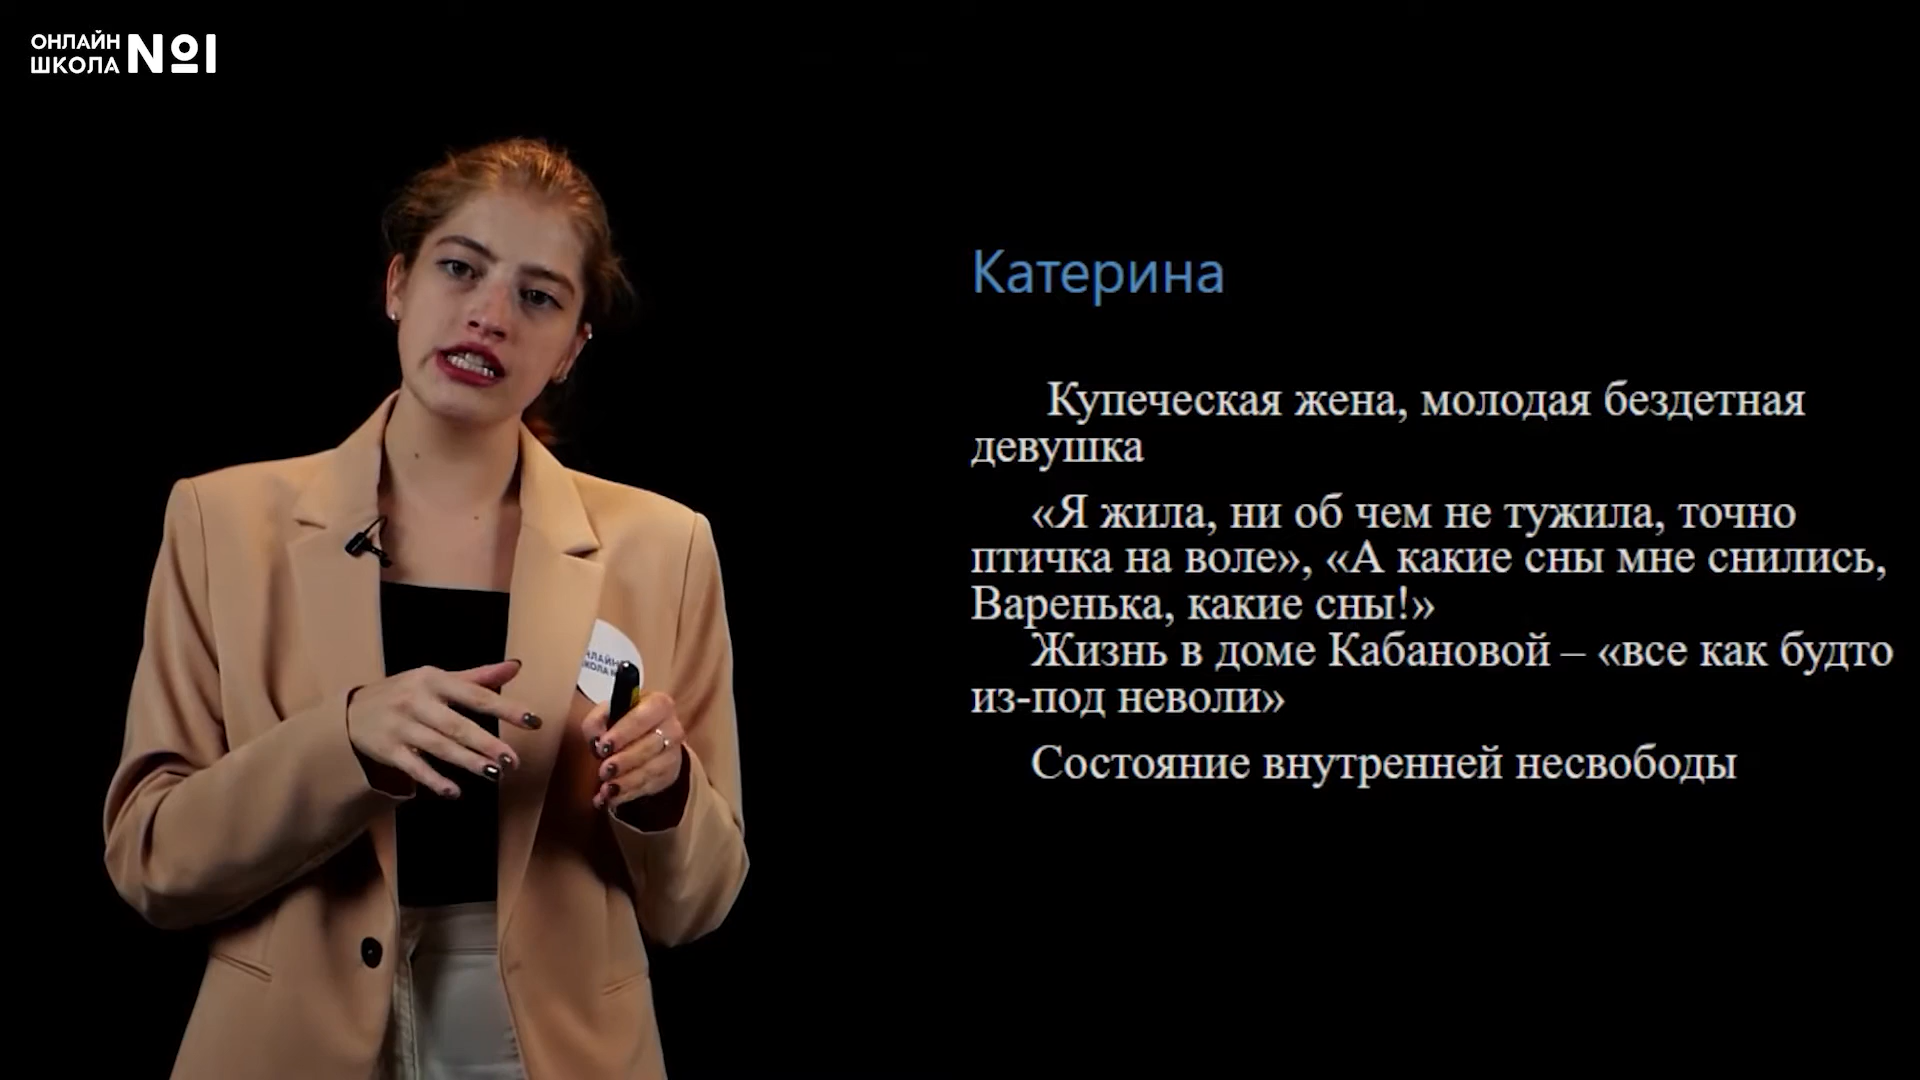 ОНЛАЙН
ШКОЛА №1
Катерина
Купеческая жена, молодая бездетная
девушка
«Я жила, ни об чем не тужила, точно
птичка на воле», «А какие сны мне снились,
Варенька, какие сны!»
Жизнь в доме Кабановой – «все как будто
из-под неволи»
Состояние внутренней несвободы